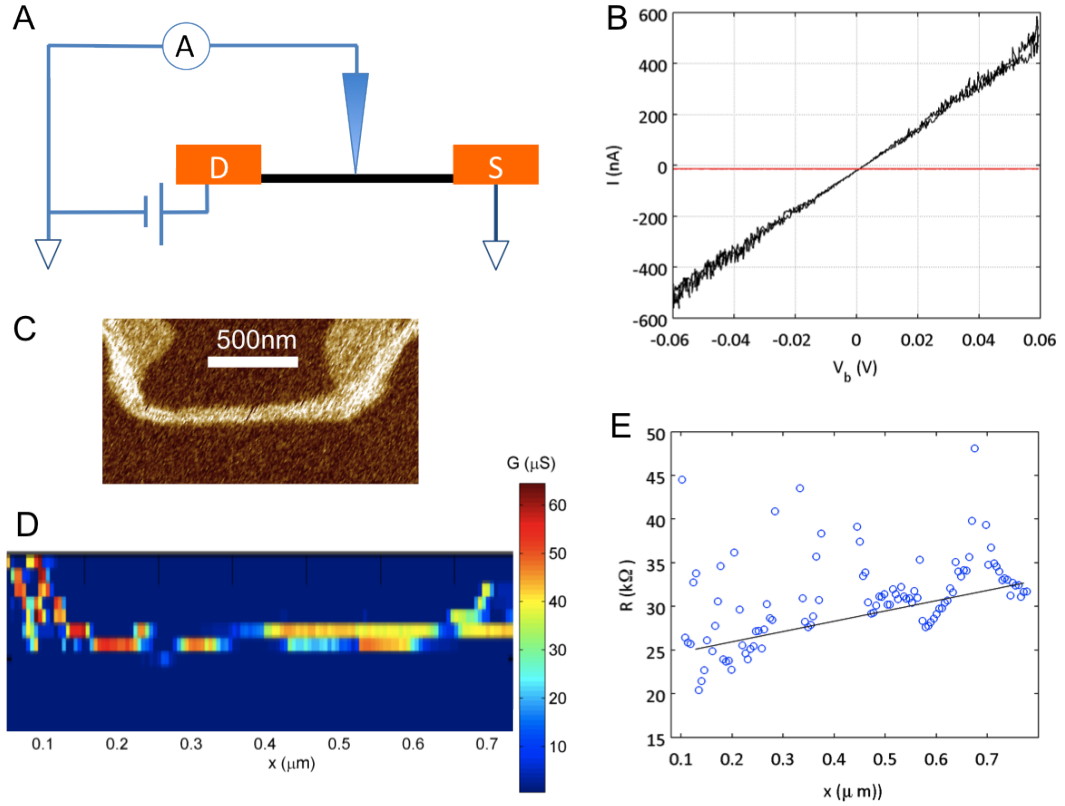 A
A
D
S
B
600
400
200
0
-200
-400
-600
I (nA)
-0.06
-0.04
-0.02
0
0.02
0.04
0.06
V_b (V)
C
500nm
D
0.1
0.2
0.3
0.4
0.5
0.6
0.7
x (μm)
G (μS)
60
50
40
30
20
10
E
50
45
40
35
30
25
20
15
R (kΩ)
0.1
0.2
0.3
0.4
0.5
0.6
0.7
x (μ m))